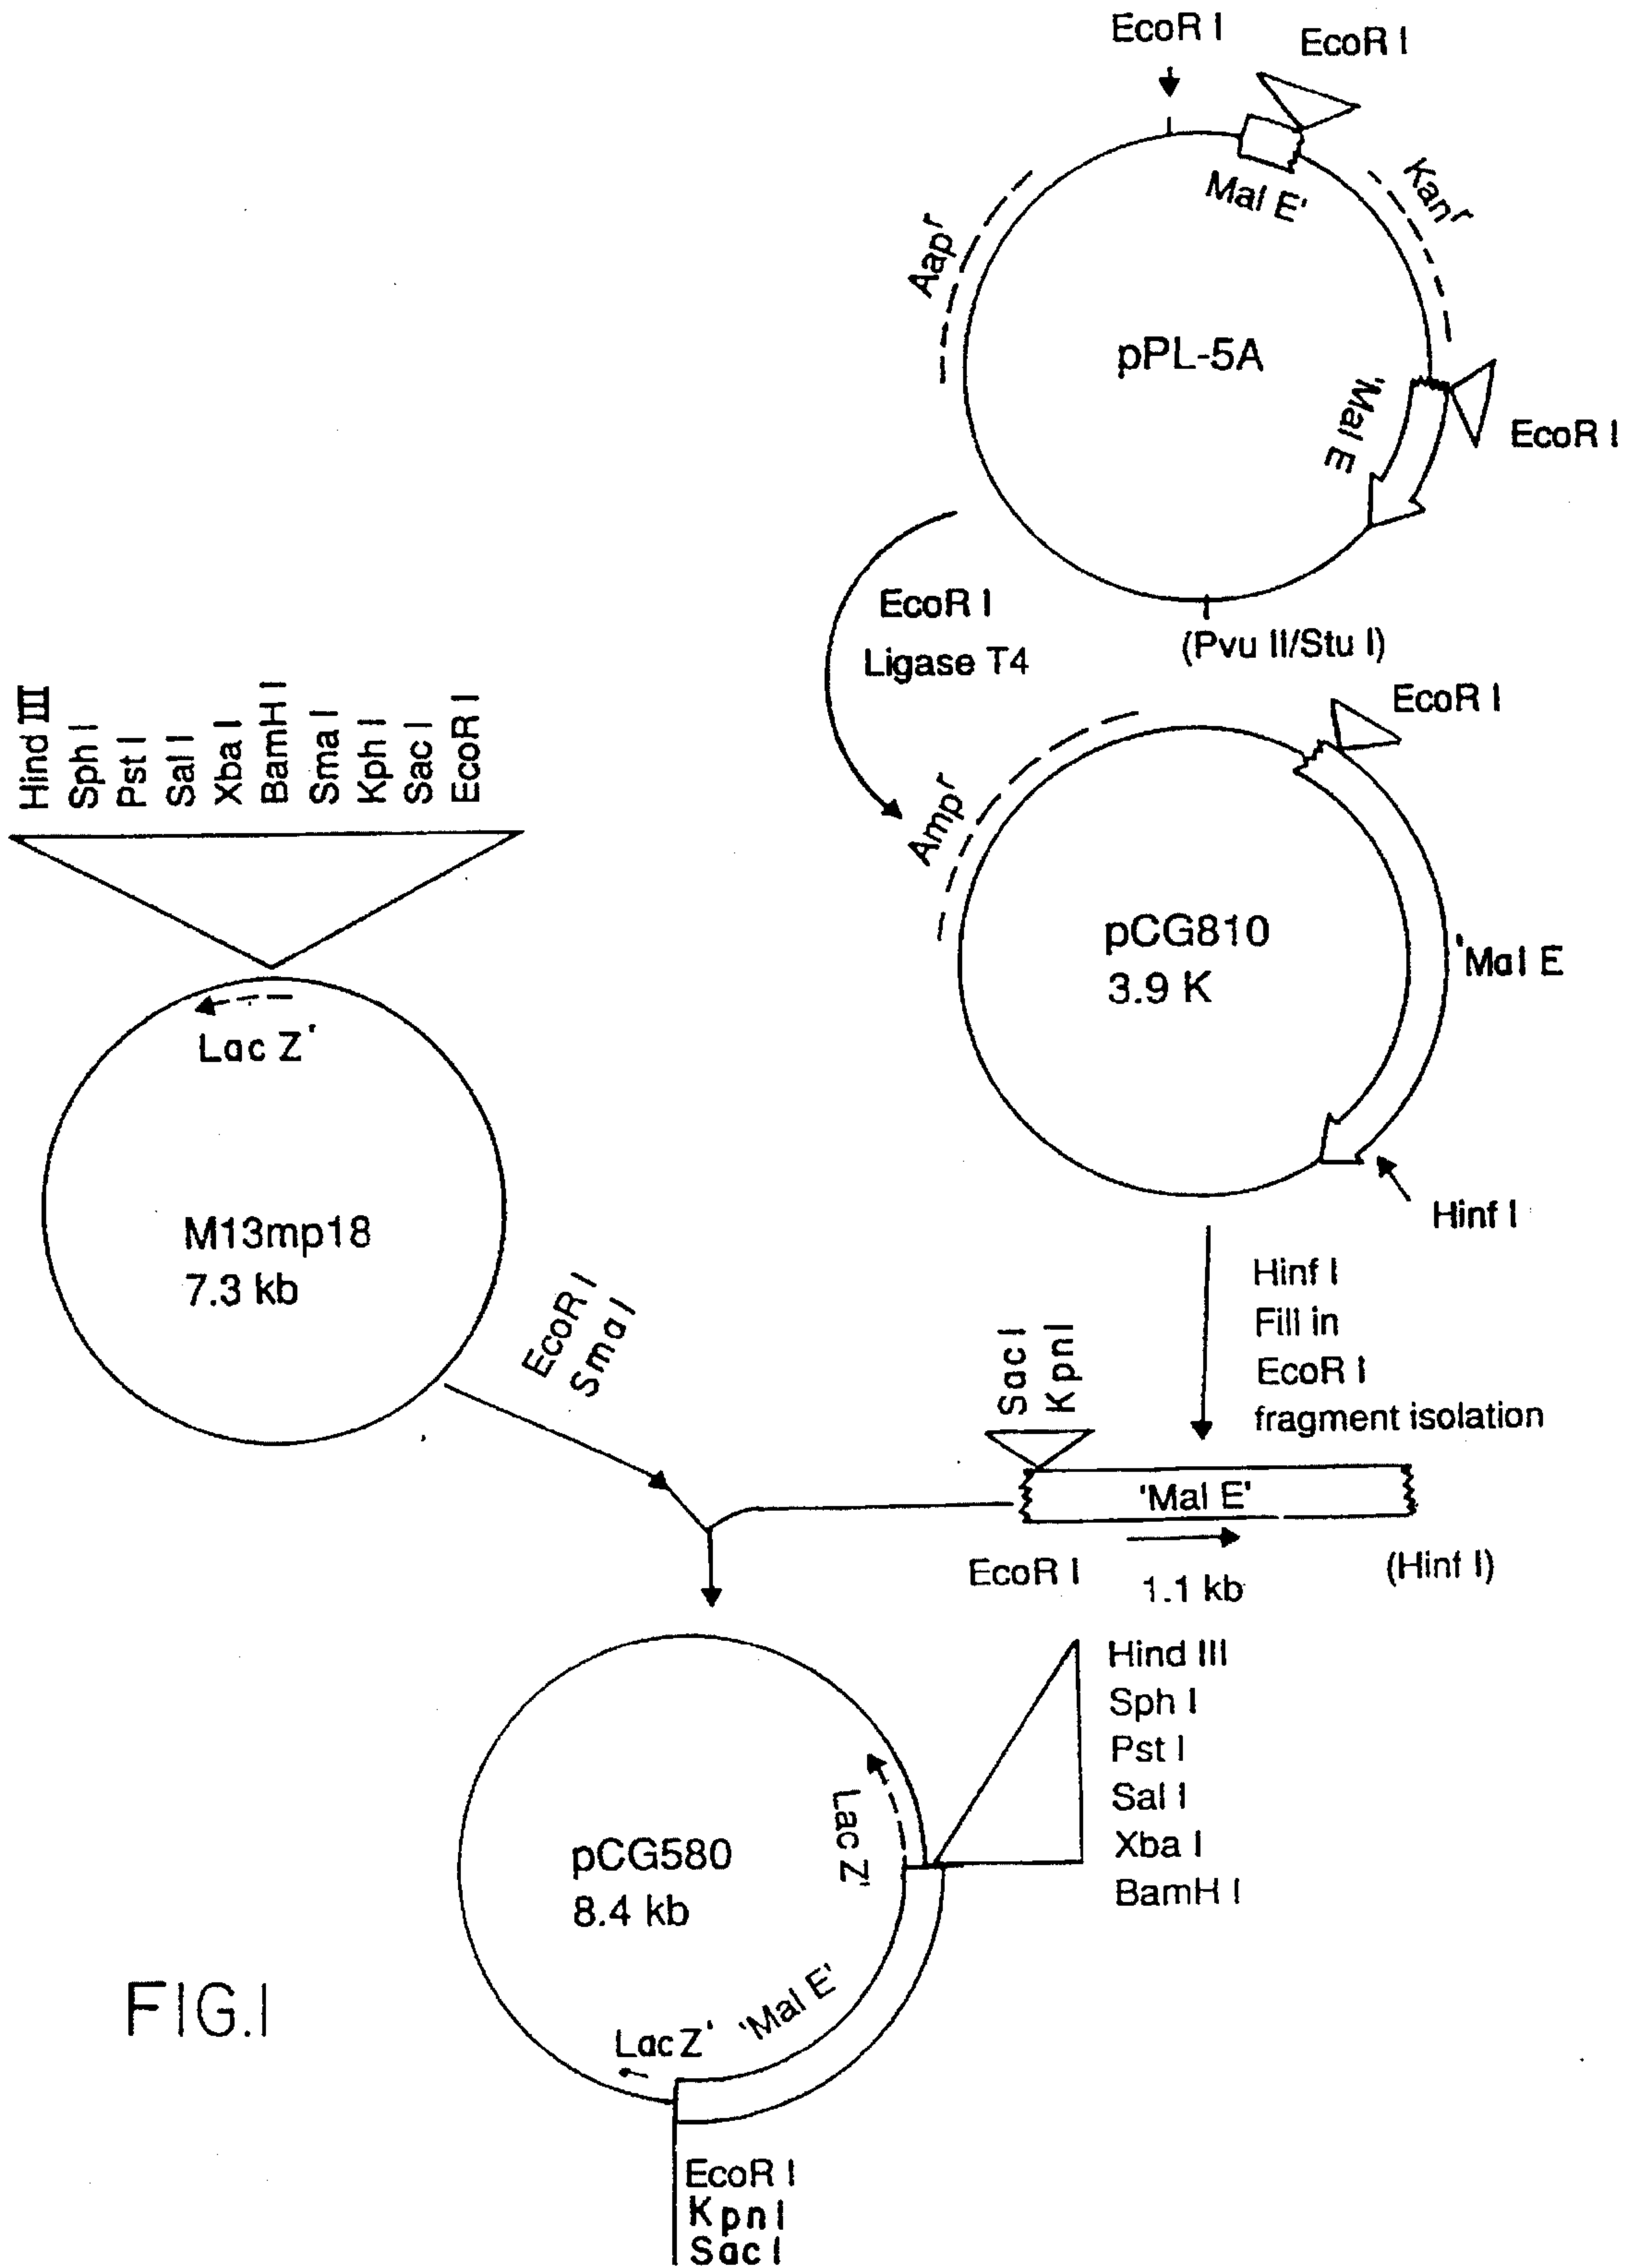 EcoR I
EcoR I
Mal E'
Kanʳ
Aapʳ
pPL-5A
'Mal E
EcoR I
EcoR I
Ligase T4
(Pvu II/Stu I)
EcoR I
Hind III
Sph I
Pst I
Sal I
Xba I
BamH I
Sma I
Kph I
Sac I
EcoR I
Ampʳ
pCG810
3.9 K
'Mal E
Lac Z'
M13mp18
7.3 kb
Hinf I
EcoR I
Sma I
Hinf I
Fill in
EcoR I
fragment isolation
Sac I
KpnI
'Mal E'
EcoR I
1.1 kb
(Hinf I)
Hind III
Sph I
Pst I
Sal I
Xba I
BamH I
Lac Z'
pCG580
8.4 kb
'Mal E'
Lac Z'
FIG.1
EcoR I
KpnI
SacI